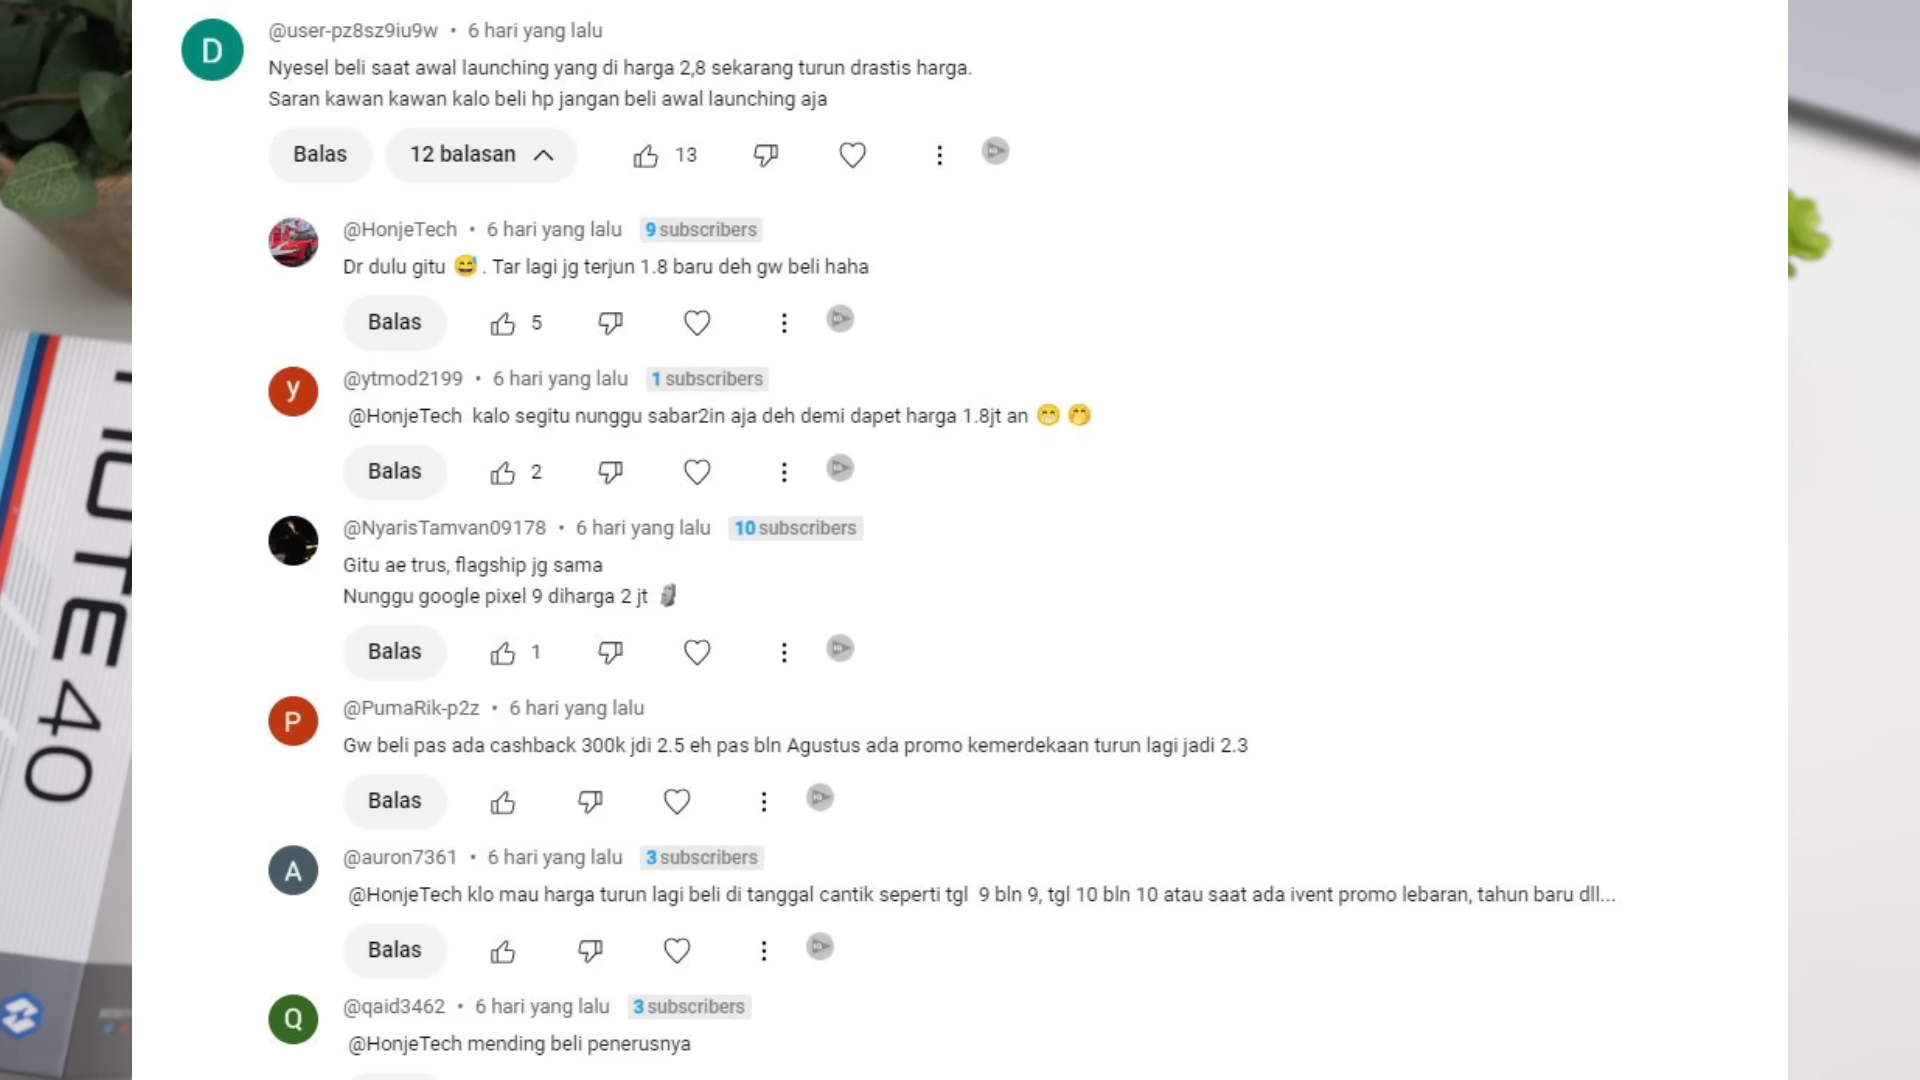 @user-pz8sz9iu9w • 6 hari yang lalu
Nyesel beli saat awal launching yang di harga 2,8 sekarang turun drastis harga.
Saran kawan kawan kalo beli hp jangan beli awal launching aja
Balas 12 balasan 13
@HonjeTech • 6 hari yang lalu 9 subscribers
Dr dulu gitu 😅 . Tar lagi jg terjun 1.8 baru deh gw beli haha
Balas 5
@ytmod2199 • 6 hari yang lalu 1 subscribers
@HonjeTech kalo segitu nunggu sabar2in aja deh demi dapet harga 1.8jt an 😁 🤭
Balas 2
@NyarisTamvan09178 • 6 hari yang lalu 10 subscribers
Gitu ae trus, flagship jg sama
Nunggu google pixel 9 diharga 2 jt 🗿
Balas 1
@PumaRik-p2z • 6 hari yang lalu
Gw beli pas ada cashback 300k jdi 2.5 eh pas bln Agustus ada promo kemerdekaan turun lagi jadi 2.3
Balas
@auron7361 • 6 hari yang lalu 3 subscribers
@HonjeTech klo mau harga turun lagi beli di tanggal cantik seperti tgl 9 bln 9, tgl 10 bln 10 atau saat ada ivent promo lebaran, tahun baru dll...
Balas
@qaid3462 • 6 hari yang lalu 3 subscribers
@HonjeTech mending beli penerusnya
D
y
P
A
Q
NOTE 40